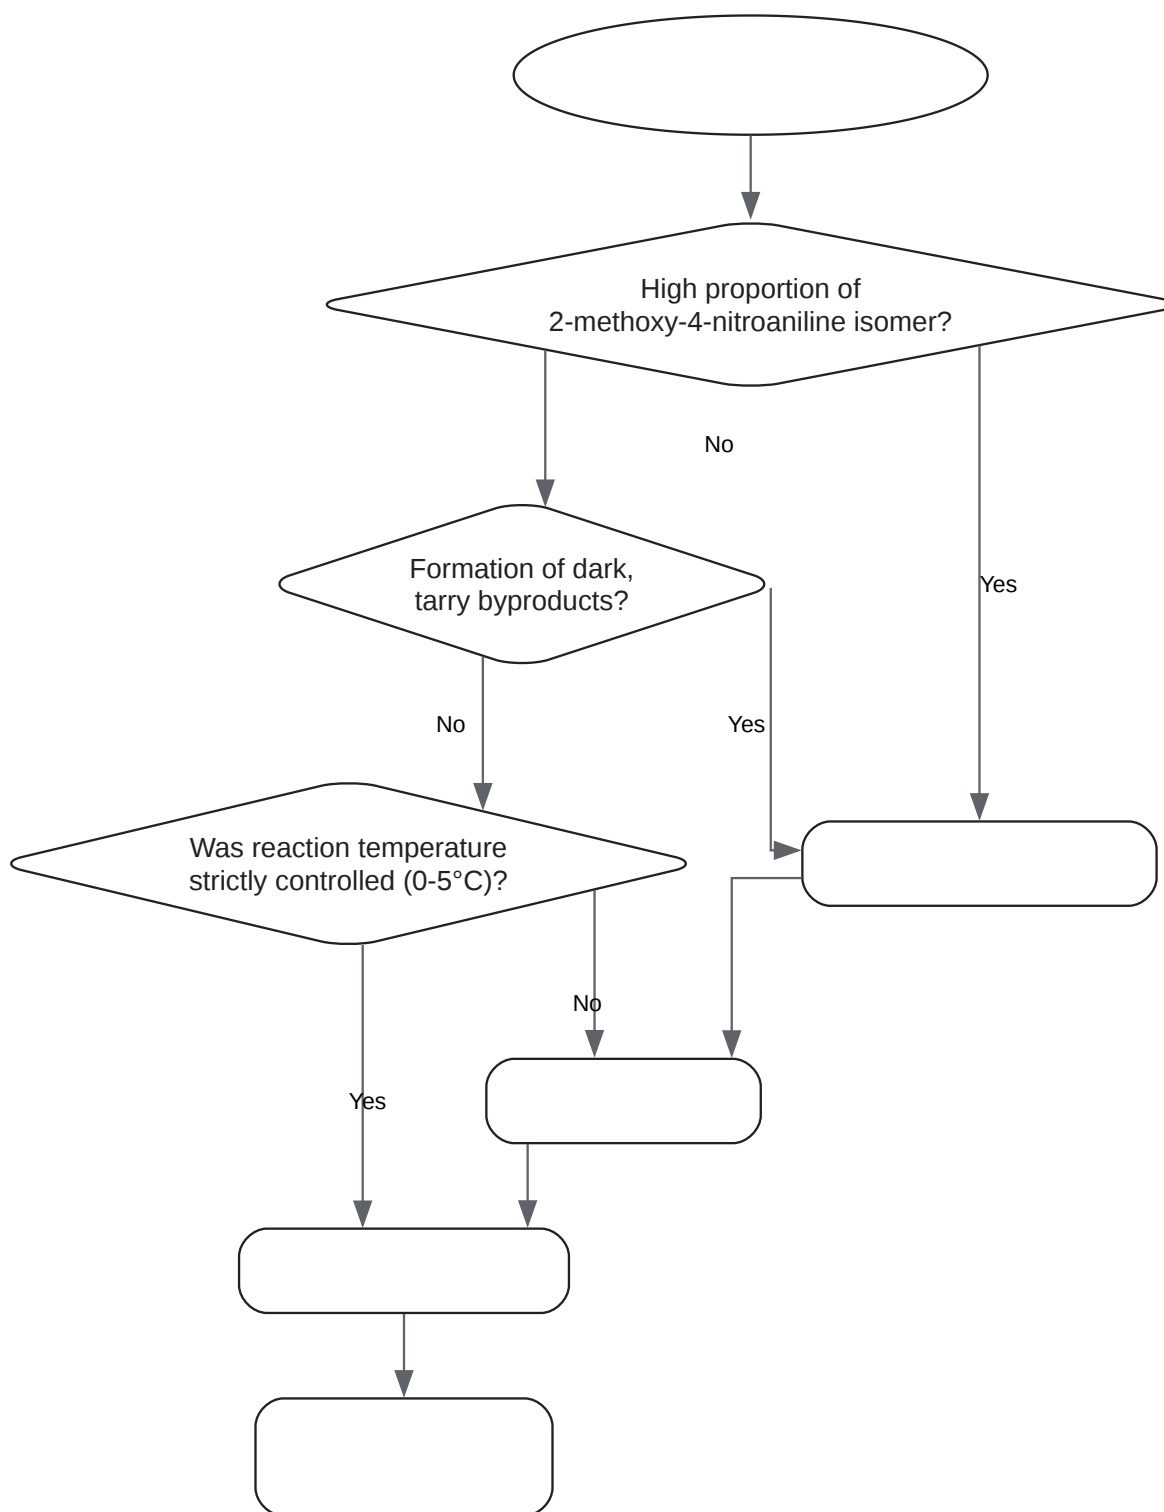 High proportion of
2-methoxy-4-nitroaniline isomer?
No
Formation of dark,
tarry byproducts?
Yes
No
Yes
Was reaction temperature
strictly controlled (0-5°C)?
No
Yes